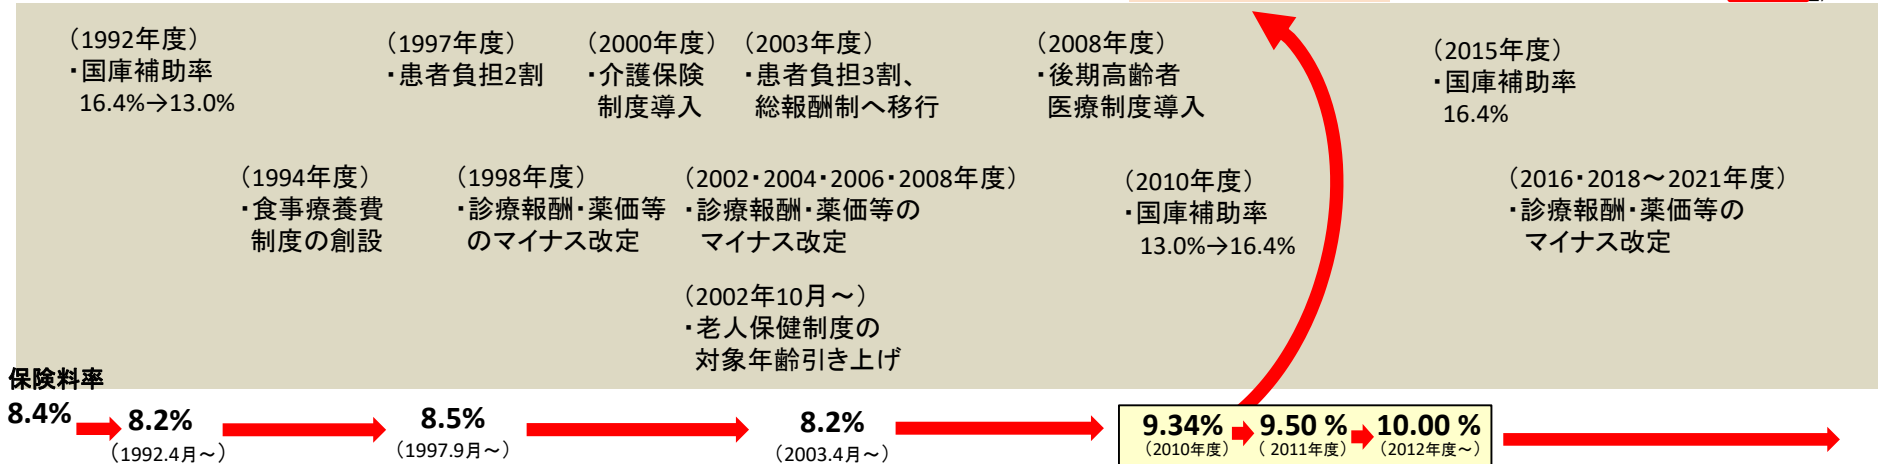 （1992年度）
・国庫補助率
16.4%→13.0%
（1997年度）
・患者負担2割
（2000年度）
・介護保険
制度導入
（2003年度）
・患者負担3割、
総報酬制へ移行
（2008年度）
・後期高齢者
医療制度導入
（2015年度）
・国庫補助率
16.4%
（1994年度）
・食事療養費
制度の創設
（1998年度）
・診療報酬・薬価等
のマイナス改定
（2002・2004・2006・2008年度）
・診療報酬・薬価等の
マイナス改定
（2010年度）
・国庫補助率
13.0%→16.4%
（2016・2018～2021年度）
・診療報酬・薬価等の
マイナス改定
（2002年10月～）
・老人保健制度の
対象年齢引き上げ
保険料率
8.4%
8.2%
（1992.4月～）
8.5%
（1997.9月～）
8.2%
（2003.4月～）
9.34%
（2010年度）
9.50 %
（ 2011年度）
10.00 %
（2012年度～）